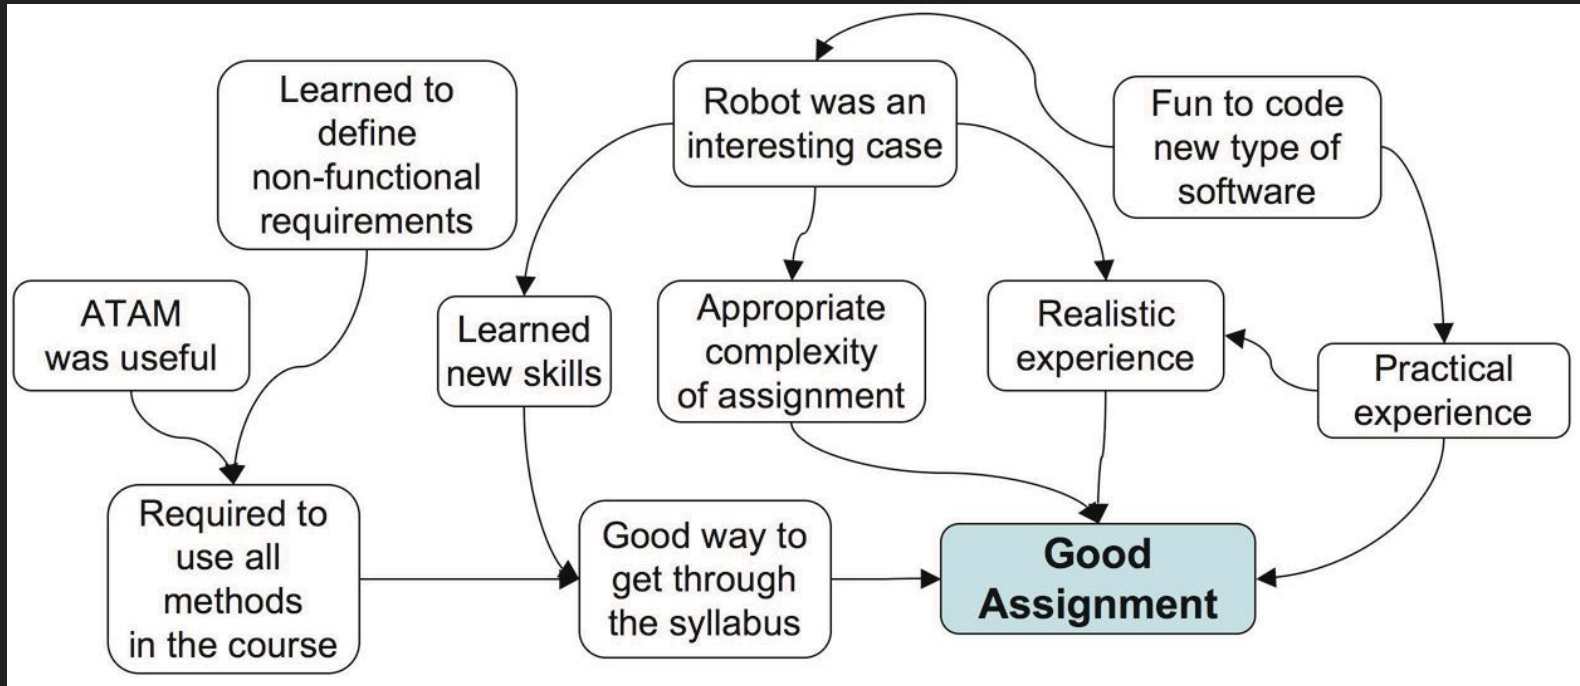 Learned to
define
non-functional
requirements
Robot was an
interesting case
Fun to code
new type of
software
ATAM
was useful
Learned
new skills
Appropriate
complexity
of assignment
Realistic
experience
Practical
experience
Required to
use all
methods
in the course
Good way to
get through
the syllabus
Good
Assignment